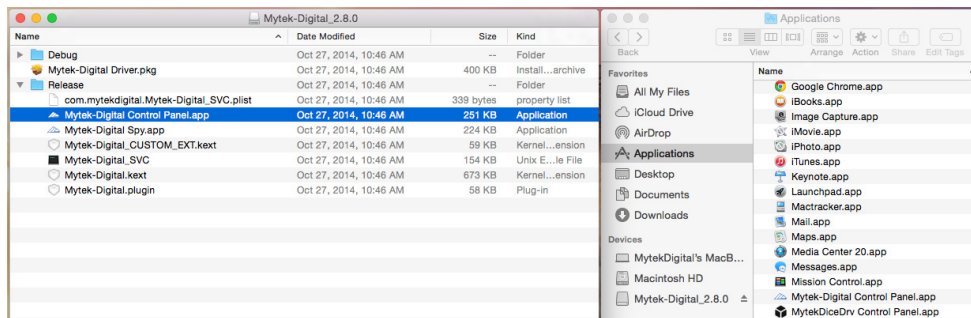 Mytek-Digital_2.8.0
Name Date Modified Size Kind
Debug Oct 27, 2014, 10:46 AM -- Folder
Mytek-Digital Driver.pkg Oct 27, 2014, 10:46 AM 400 KB Install...archive
Release Oct 27, 2014, 10:46 AM -- Folder
com.mytekdigital.Mytek-Digital_SVC.plist Oct 27, 2014, 10:46 AM 339 bytes property list
Mytek-Digital Control Panel.app Oct 27, 2014, 10:46 AM 251 KB Application
Mytek-Digital Spy.app Oct 27, 2014, 10:46 AM 224 KB Application
Mytek-Digital_CUSTOM_EXT.kext Oct 27, 2014, 10:46 AM 59 KB Kernel...ension
Mytek-Digital_SVC Oct 27, 2014, 10:46 AM 154 KB Unix E...le File
Mytek-Digital.kext Oct 27, 2014, 10:46 AM 673 KB Kernel...ension
Mytek-Digital.plugin Oct 27, 2014, 10:46 AM 58 KB Plug-in
Applications
Back View Arrange Action Share Edit Tags
Favorites
All My Files
iCloud Drive
AirDrop
Applications
Desktop
Documents
Downloads
Devices
MytekDigital's MacB...
Macintosh HD
Mytek-Digital_2.8.0
Name
Google Chrome.app
iBooks.app
Image Capture.app
iMovie.app
iPhoto.app
iTunes.app
Keynote.app
Launchpad.app
Mactracker.app
Mail.app
Maps.app
Media Center 20.app
Messages.app
Mission Control.app
Mytek-Digital Control Panel.app
MytekDiceDrv Control Panel.app